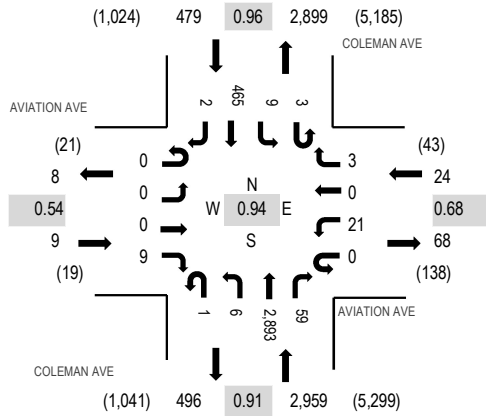 (1,024) 479 0.96 2,899 (5,185)
COLEMAN AVE
2 465 9 3
AVIATION AVE
(21) 0 3 (43)
8 0 N 0 24
0.54 0 W 0.94 E 21 0.68
9 9 S 0 68
(19) (138)
1 6 2,893 59
AVIATION AVE
COLEMAN AVE
(1,041) 496 0.91 2,959 (5,299)